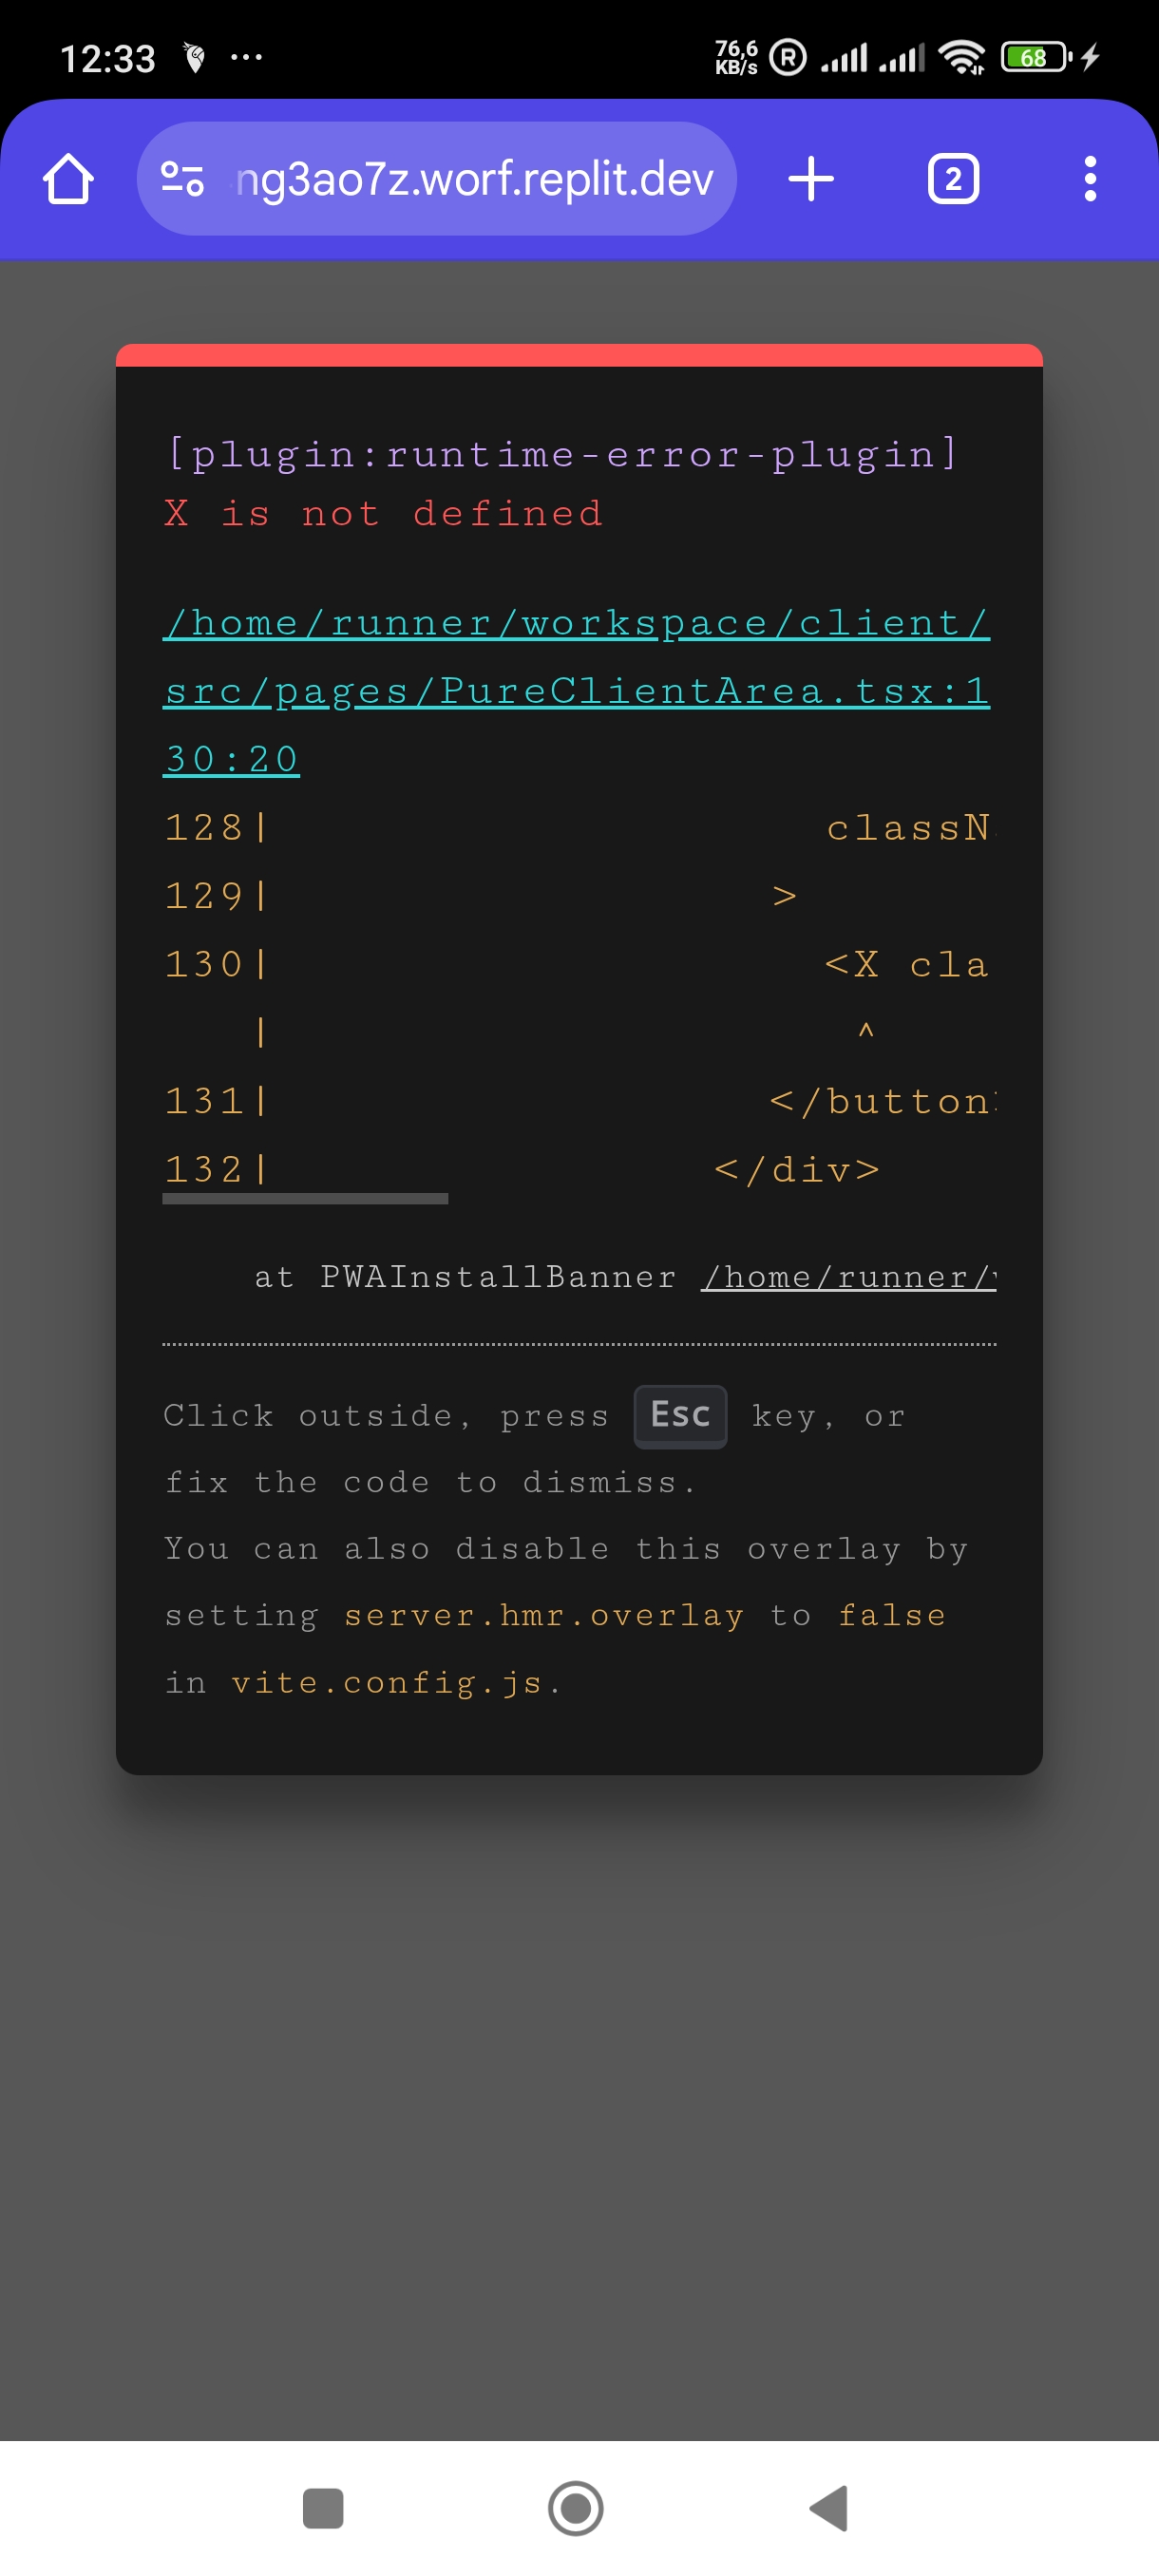 12:33 ...
76,6
KB/s
R
68
ng3ao7z.worf.replit.dev
2
[plugin:runtime-error-plugin]
X is not defined
/home/runner/workspace/client/
src/pages/PureClientArea.tsx:1
30:20
128| classN
129| >
130| <X cla
| ^
131| </button
132| </div>
at PWAInstallBanner /home/runner/
Click outside, press Esc key, or
fix the code to dismiss.
You can also disable this overlay by
setting server.hmr.overlay to false
in vite.config.js.